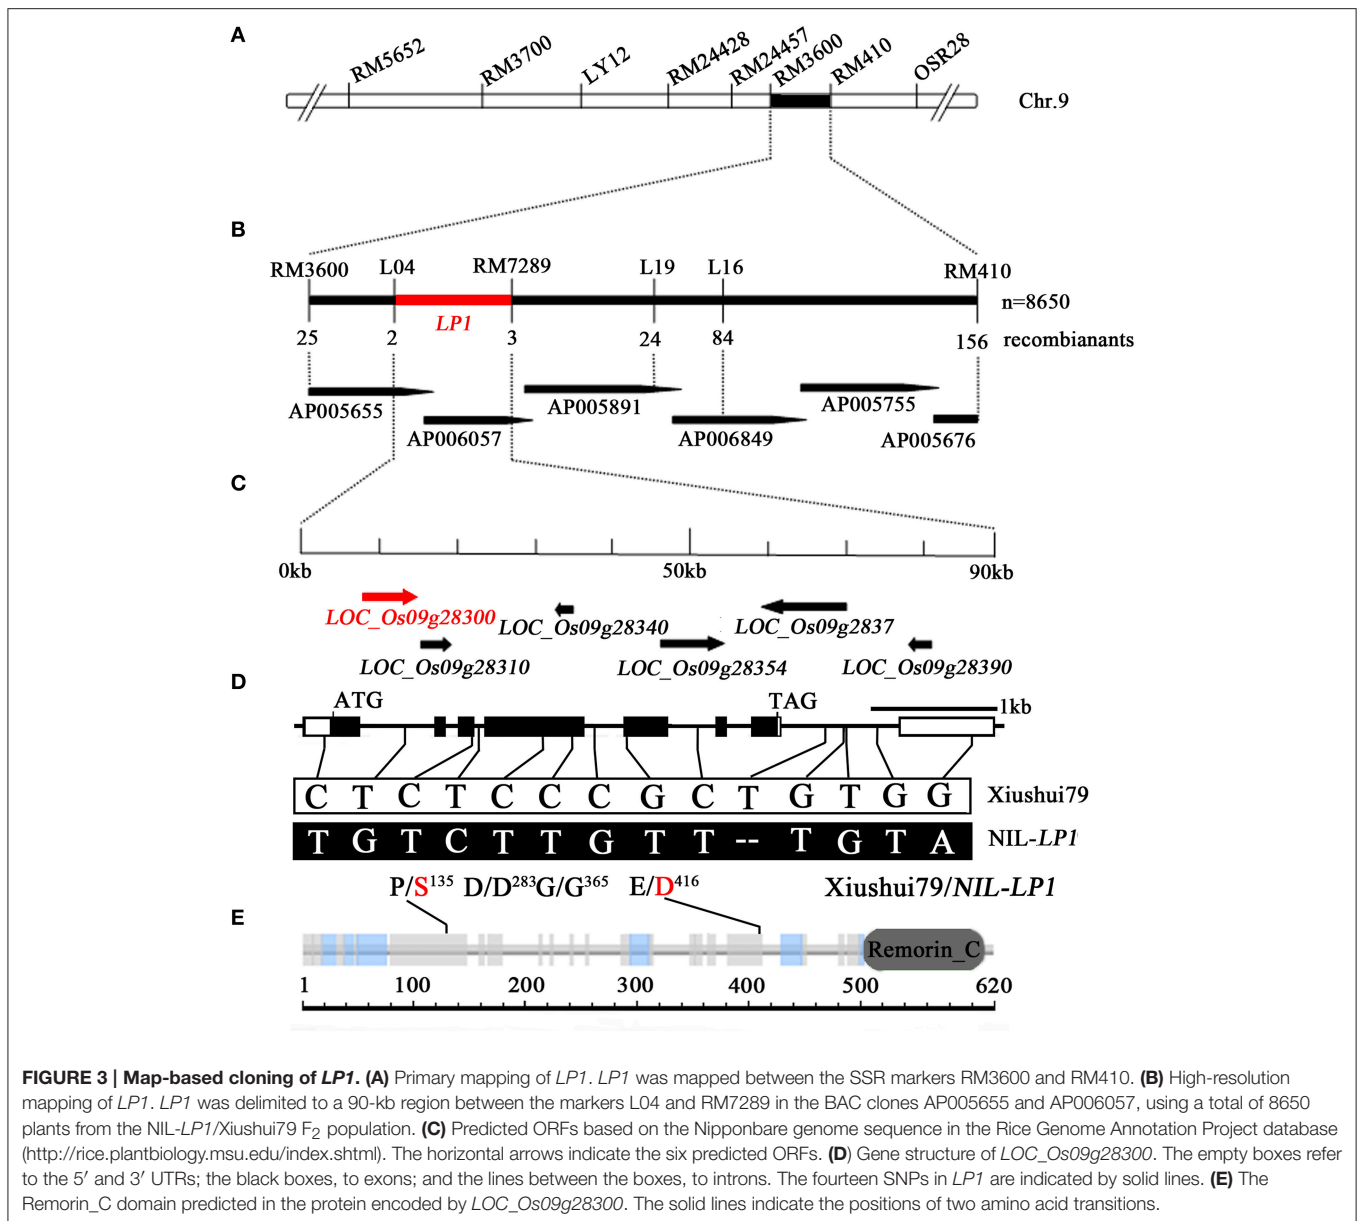 A
RM5652 RM3700 LY12 RM24428 RM24457 RM3600 RM410 OSR28
Chr.9
B
RM3600 L04 RM7289 L19 L16 RM410
n=8650
LP1
25 2 3 24 84 156 recombianants
AP005655 AP006057 AP005891 AP006849 AP005755 AP005676
C
0kb 50kb 90kb
LOC_Os09g28300 LOC_Os09g28340 LOC_Os09g2837
LOC_Os09g28310 LOC_Os09g28354 LOC_Os09g28390
D
ATG TAG 1kb
C T C T C C C G C T G T G G Xiushui79
T G T C T T G T T -- T G T A NIL-LP1
P/S135 D/D283G/G365 E/D416 Xiushui79/NIL-LP1
E
Remorin_C
1 100 200 300 400 500 620
FIGURE 3 | Map-based cloning of LP1. (A) Primary mapping of LP1. LP1 was mapped between the SSR markers RM3600 and RM410. (B) High-resolution
mapping of LP1. LP1 was delimited to a 90-kb region between the markers L04 and RM7289 in the BAC clones AP005655 and AP006057, using a total of 8650
plants from the NIL-LP1/Xiushui79 F2 population. (C) Predicted ORFs based on the Nipponbare genome sequence in the Rice Genome Annotation Project database
(http://rice.plantbiology.msu.edu/index.shtml). The horizontal arrows indicate the six predicted ORFs. (D) Gene structure of LOC_Os09g28300. The empty boxes refer
to the 5′ and 3′ UTRs; the black boxes, to exons; and the lines between the boxes, to introns. The fourteen SNPs in LP1 are indicated by solid lines. (E) The
Remorin_C domain predicted in the protein encoded by LOC_Os09g28300. The solid lines indicate the positions of two amino acid transitions.